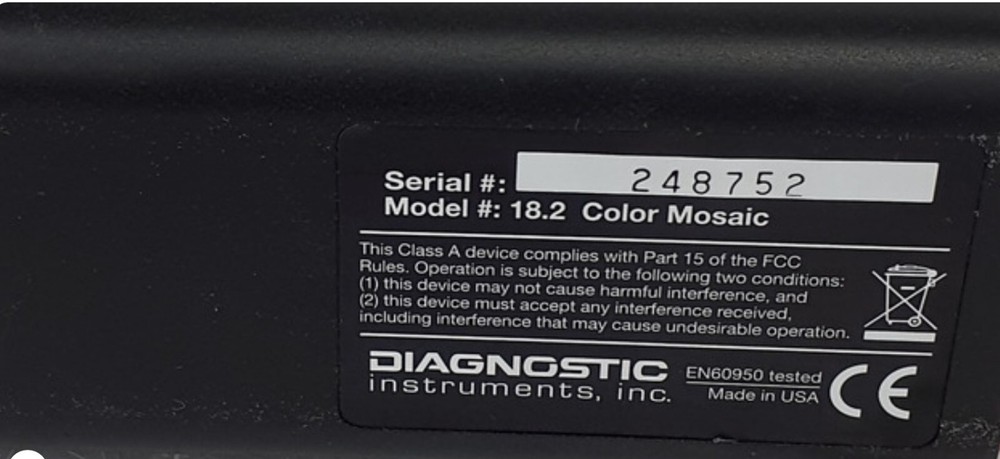 Serial #: 248752
Model #: 18.2 Color Mosaic
This Class A device complies with Part 15 of the FCC
Rules. Operation is subject to the following two conditions:
(1) this device may not cause harmful interference, and
(2) this device must accept any interference received,
including interference that may cause undesirable operation.
DIAGNOSTIC
instruments, inc.
EN60950 tested
Made in USA
CE